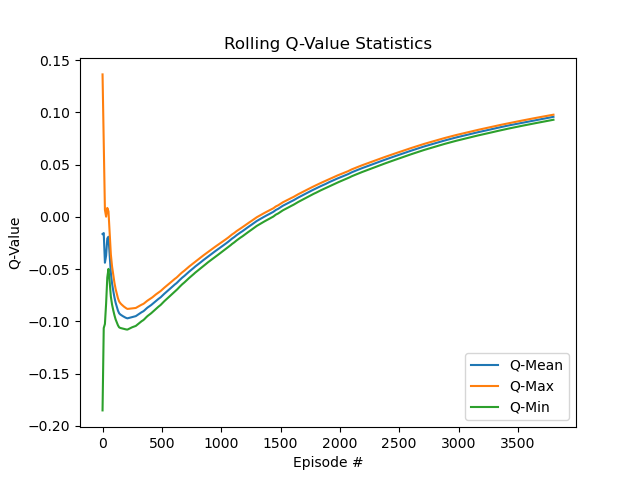 Rolling Q-Value Statistics
0.15
0.10
0.05
0.00
−0.05
−0.10
−0.15
−0.20
Q-Value
0 500 1000 1500 2000 2500 3000 3500
Episode #
Q-Mean
Q-Max
Q-Min